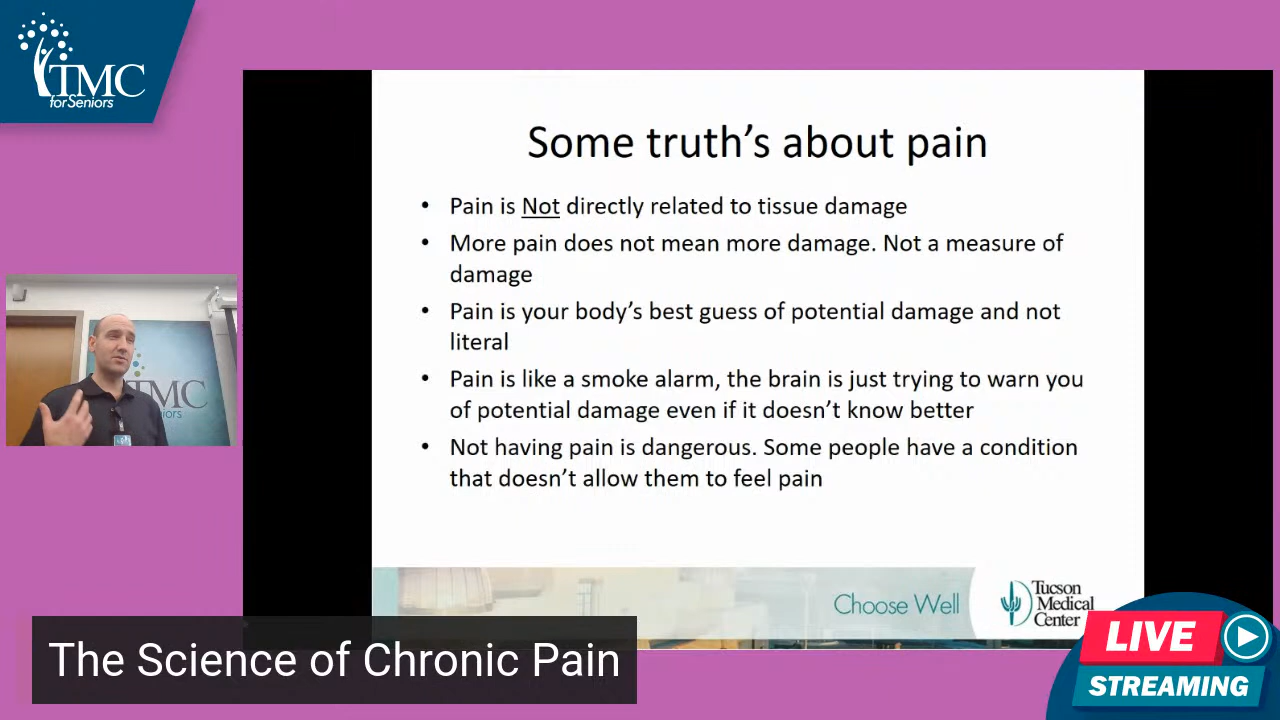 TMC
for Seniors
Some truth's about pain
• Pain is Not directly related to tissue damage
• More pain does not mean more damage. Not a measure of
damage
• Pain is your body's best guess of potential damage and not
literal
• Pain is like a smoke alarm, the brain is just trying to warn you
of potential damage even if it doesn't know better
• Not having pain is dangerous. Some people have a condition
that doesn't allow them to feel pain
TMC
Choose Well
Tucson
Medical
Center
The Science of Chronic Pain
LIVE
STREAMING